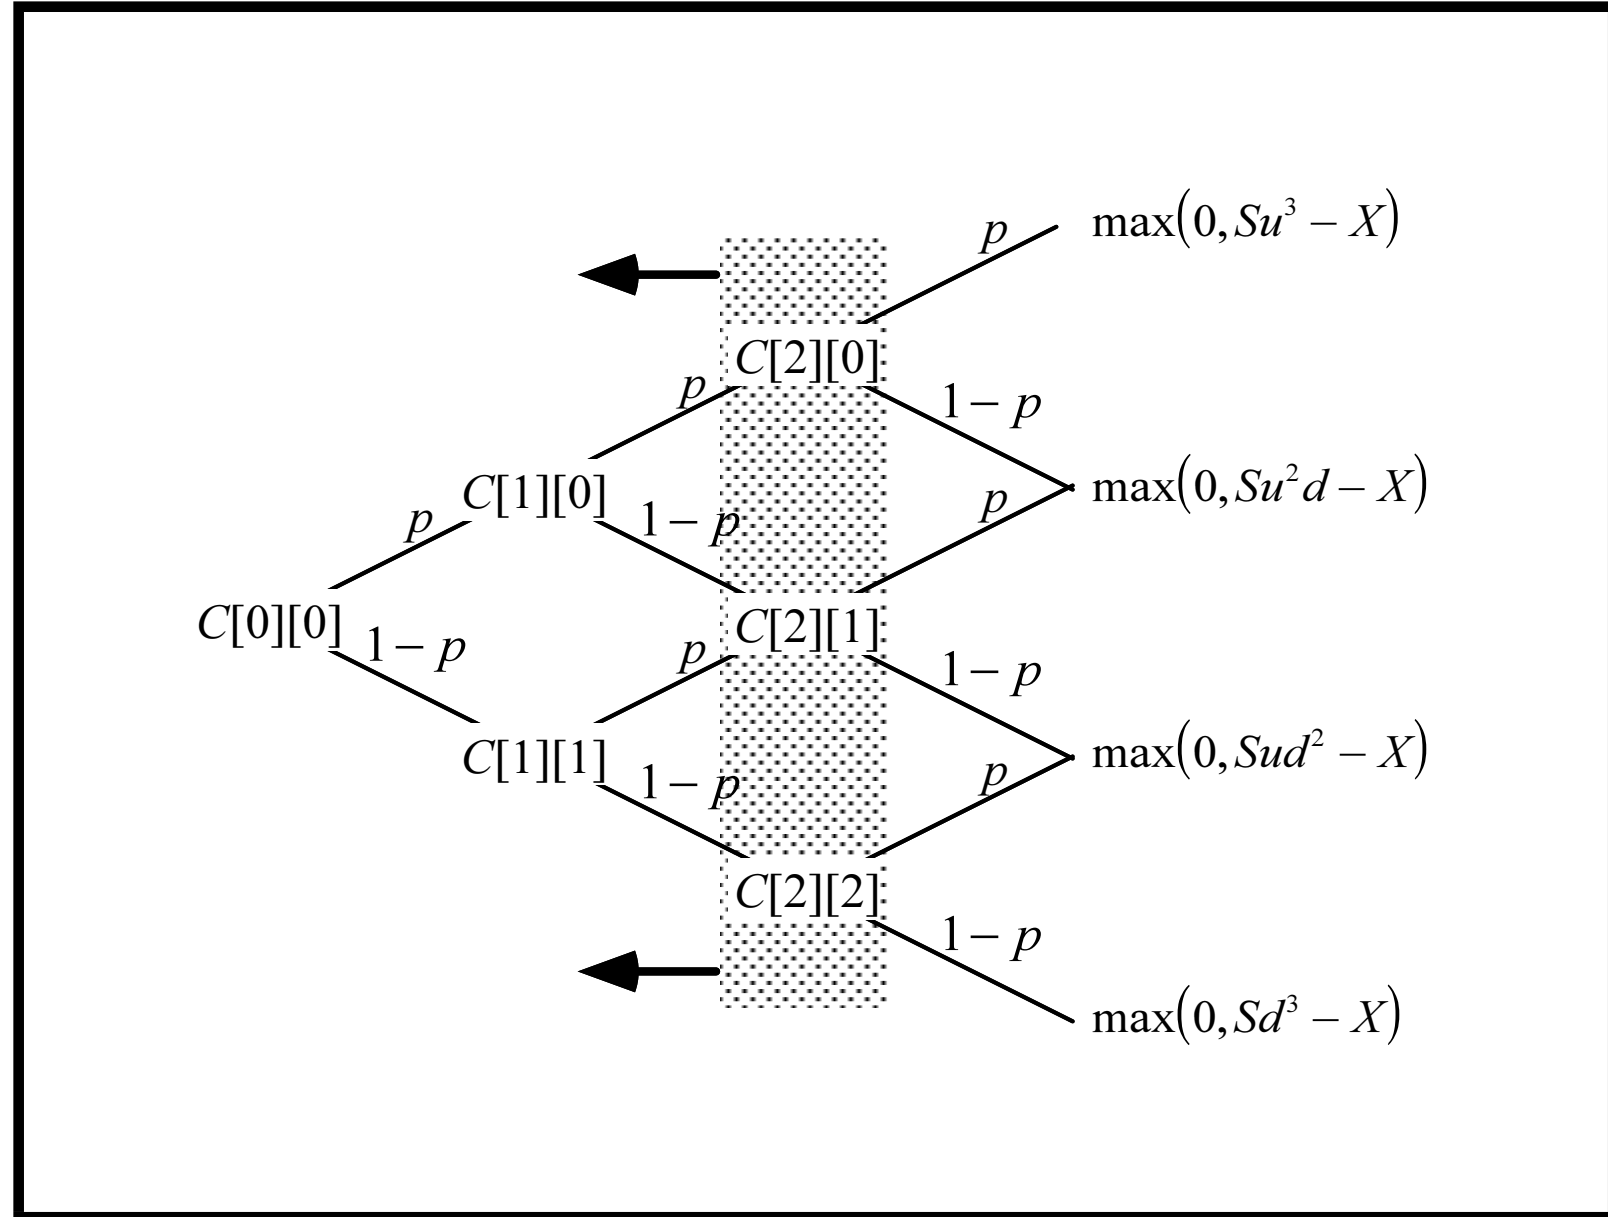 max(0, Su³ − X)
p
C[2][0]
p
1 − p
max(0, Su²d − X)
C[1][0]
p
p
1 − p
C[0][0]
C[2][1]
1 − p
p
1 − p
max(0, Sud² − X)
C[1][1]
1 − p
p
C[2][2]
1 − p
max(0, Sd³ − X)